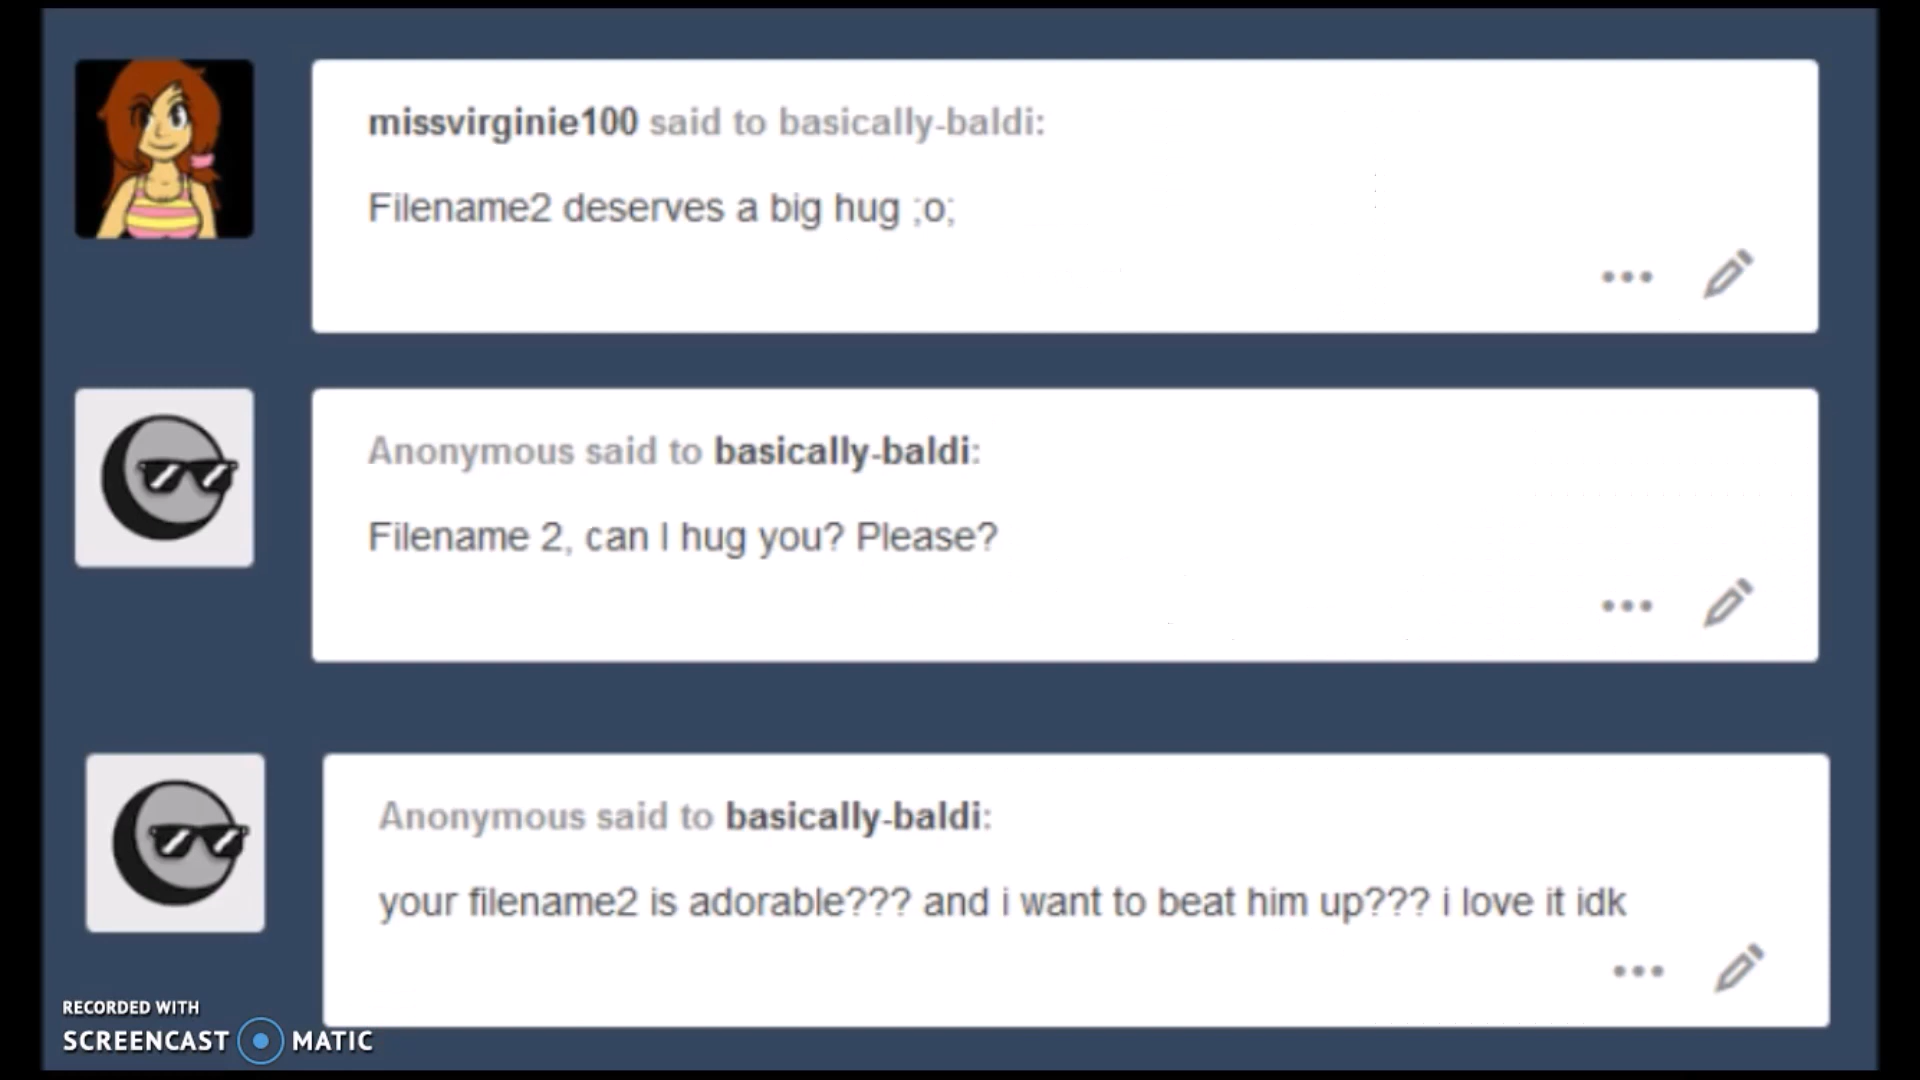 missvirginie100 said to basically-baldi:
Filename2 deserves a big hug ;o;
Anonymous said to basically-baldi:
Filename 2, can I hug you? Please?
Anonymous said to basically-baldi:
your filename2 is adorable??? and i want to beat him up??? i love it idk
RECORDED WITH
SCREENCAST MATIC